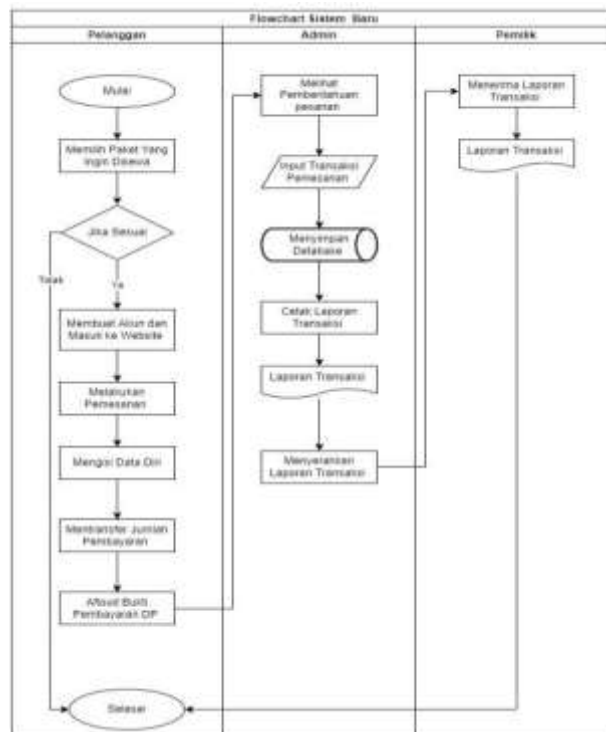 Flowchart Sistem Baru
Pelanggan
Admin
Pemilik
Mulai
Memilih Paket Yang
Ingin Disewa
Jika Sesuai
Tidak
Ya
Membuat Akun dan
Masuk ke Website
Melakukan
Pemesanan
Mengisi Data Diri
Mentransfer Jumlah
Pembayaran
Bukti
Pembayaran DP
Selesai
Melihat
Pemberitahuan
pesanan
Input Transaksi
Pemesanan
Menyimpan
Database
Cetak Laporan
Transaksi
Laporan Transaksi
Menyerahkan
Laporan Transaksi
Menerima Laporan
Transaksi
Laporan Transaksi